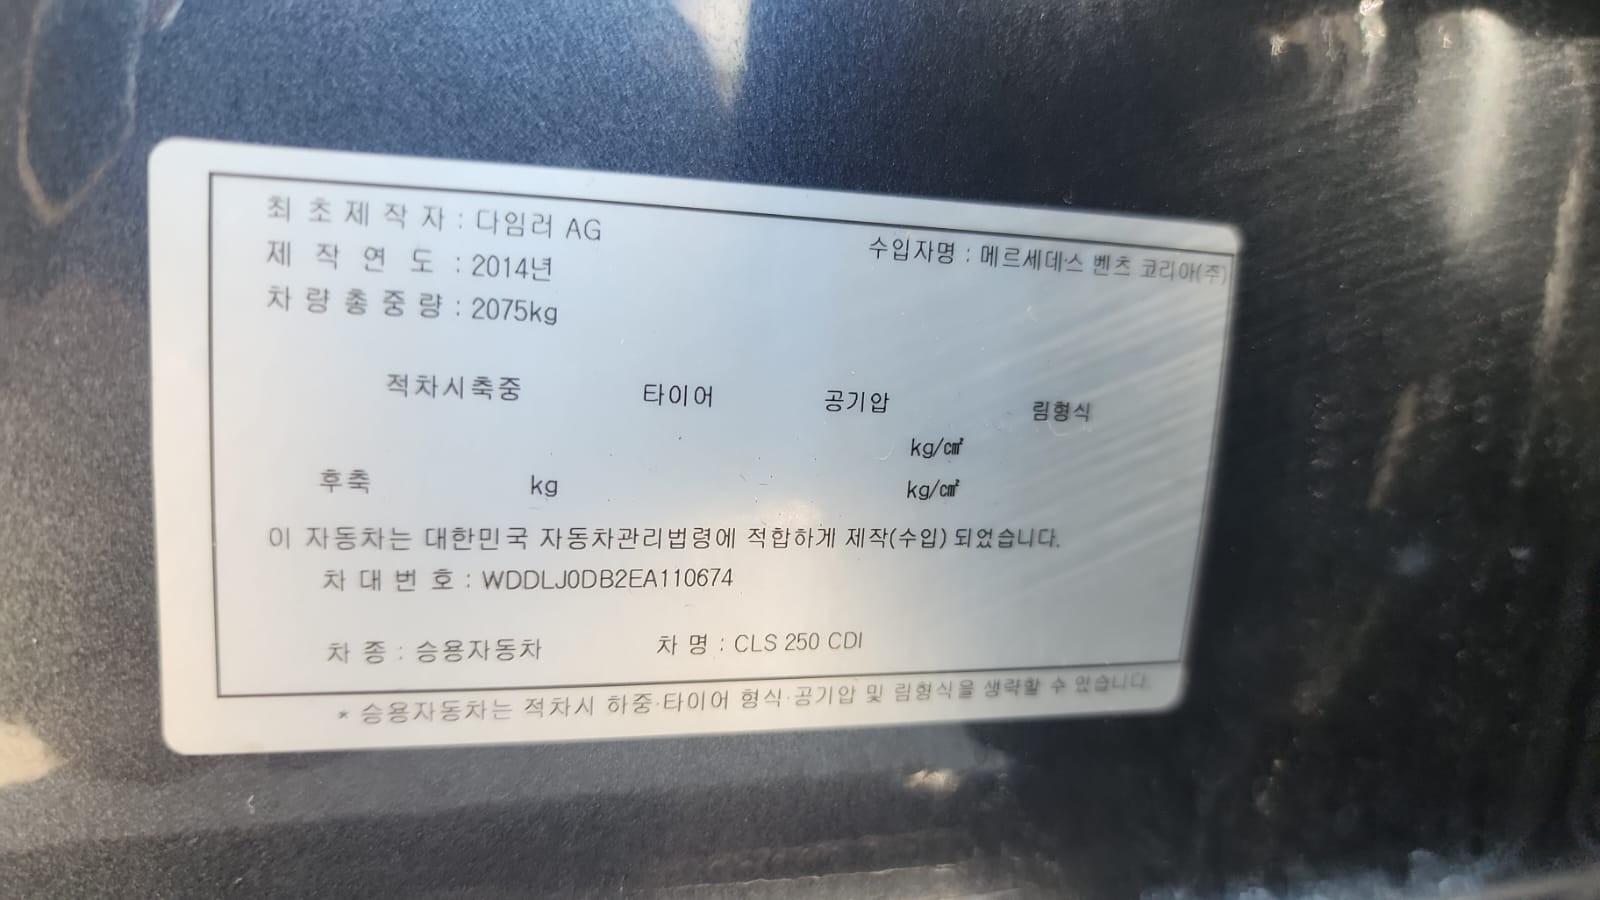 최초제작자 : 다임러 AG
수입자명 : 메르세데스 벤츠 코리아(주)
제작연도 : 2014년
차량총중량 : 2075kg
적차시축중 타이어 공기압 림형식
kg/㎠
후축 kg kg/㎠
이 자동차는 대한민국 자동차관리법령에 적합하게 제작(수입) 되었습니다.
차대번호 : WDDLJ0DB2EA110674
차종 : 승용자동차 차명 : CLS 250 CDI
* 승용자동차는 적차시 하중·타이어 형식·공기압 및 림형식을 생략할 수 있습니다.